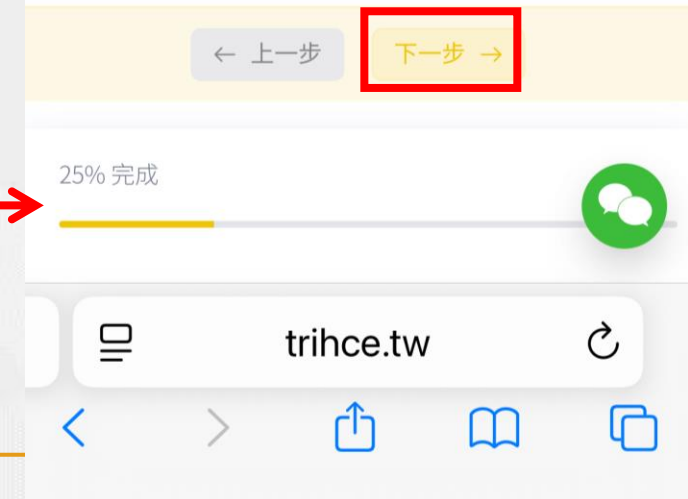 ← 上一步
下一步 →
25% 完成
trihce.tw